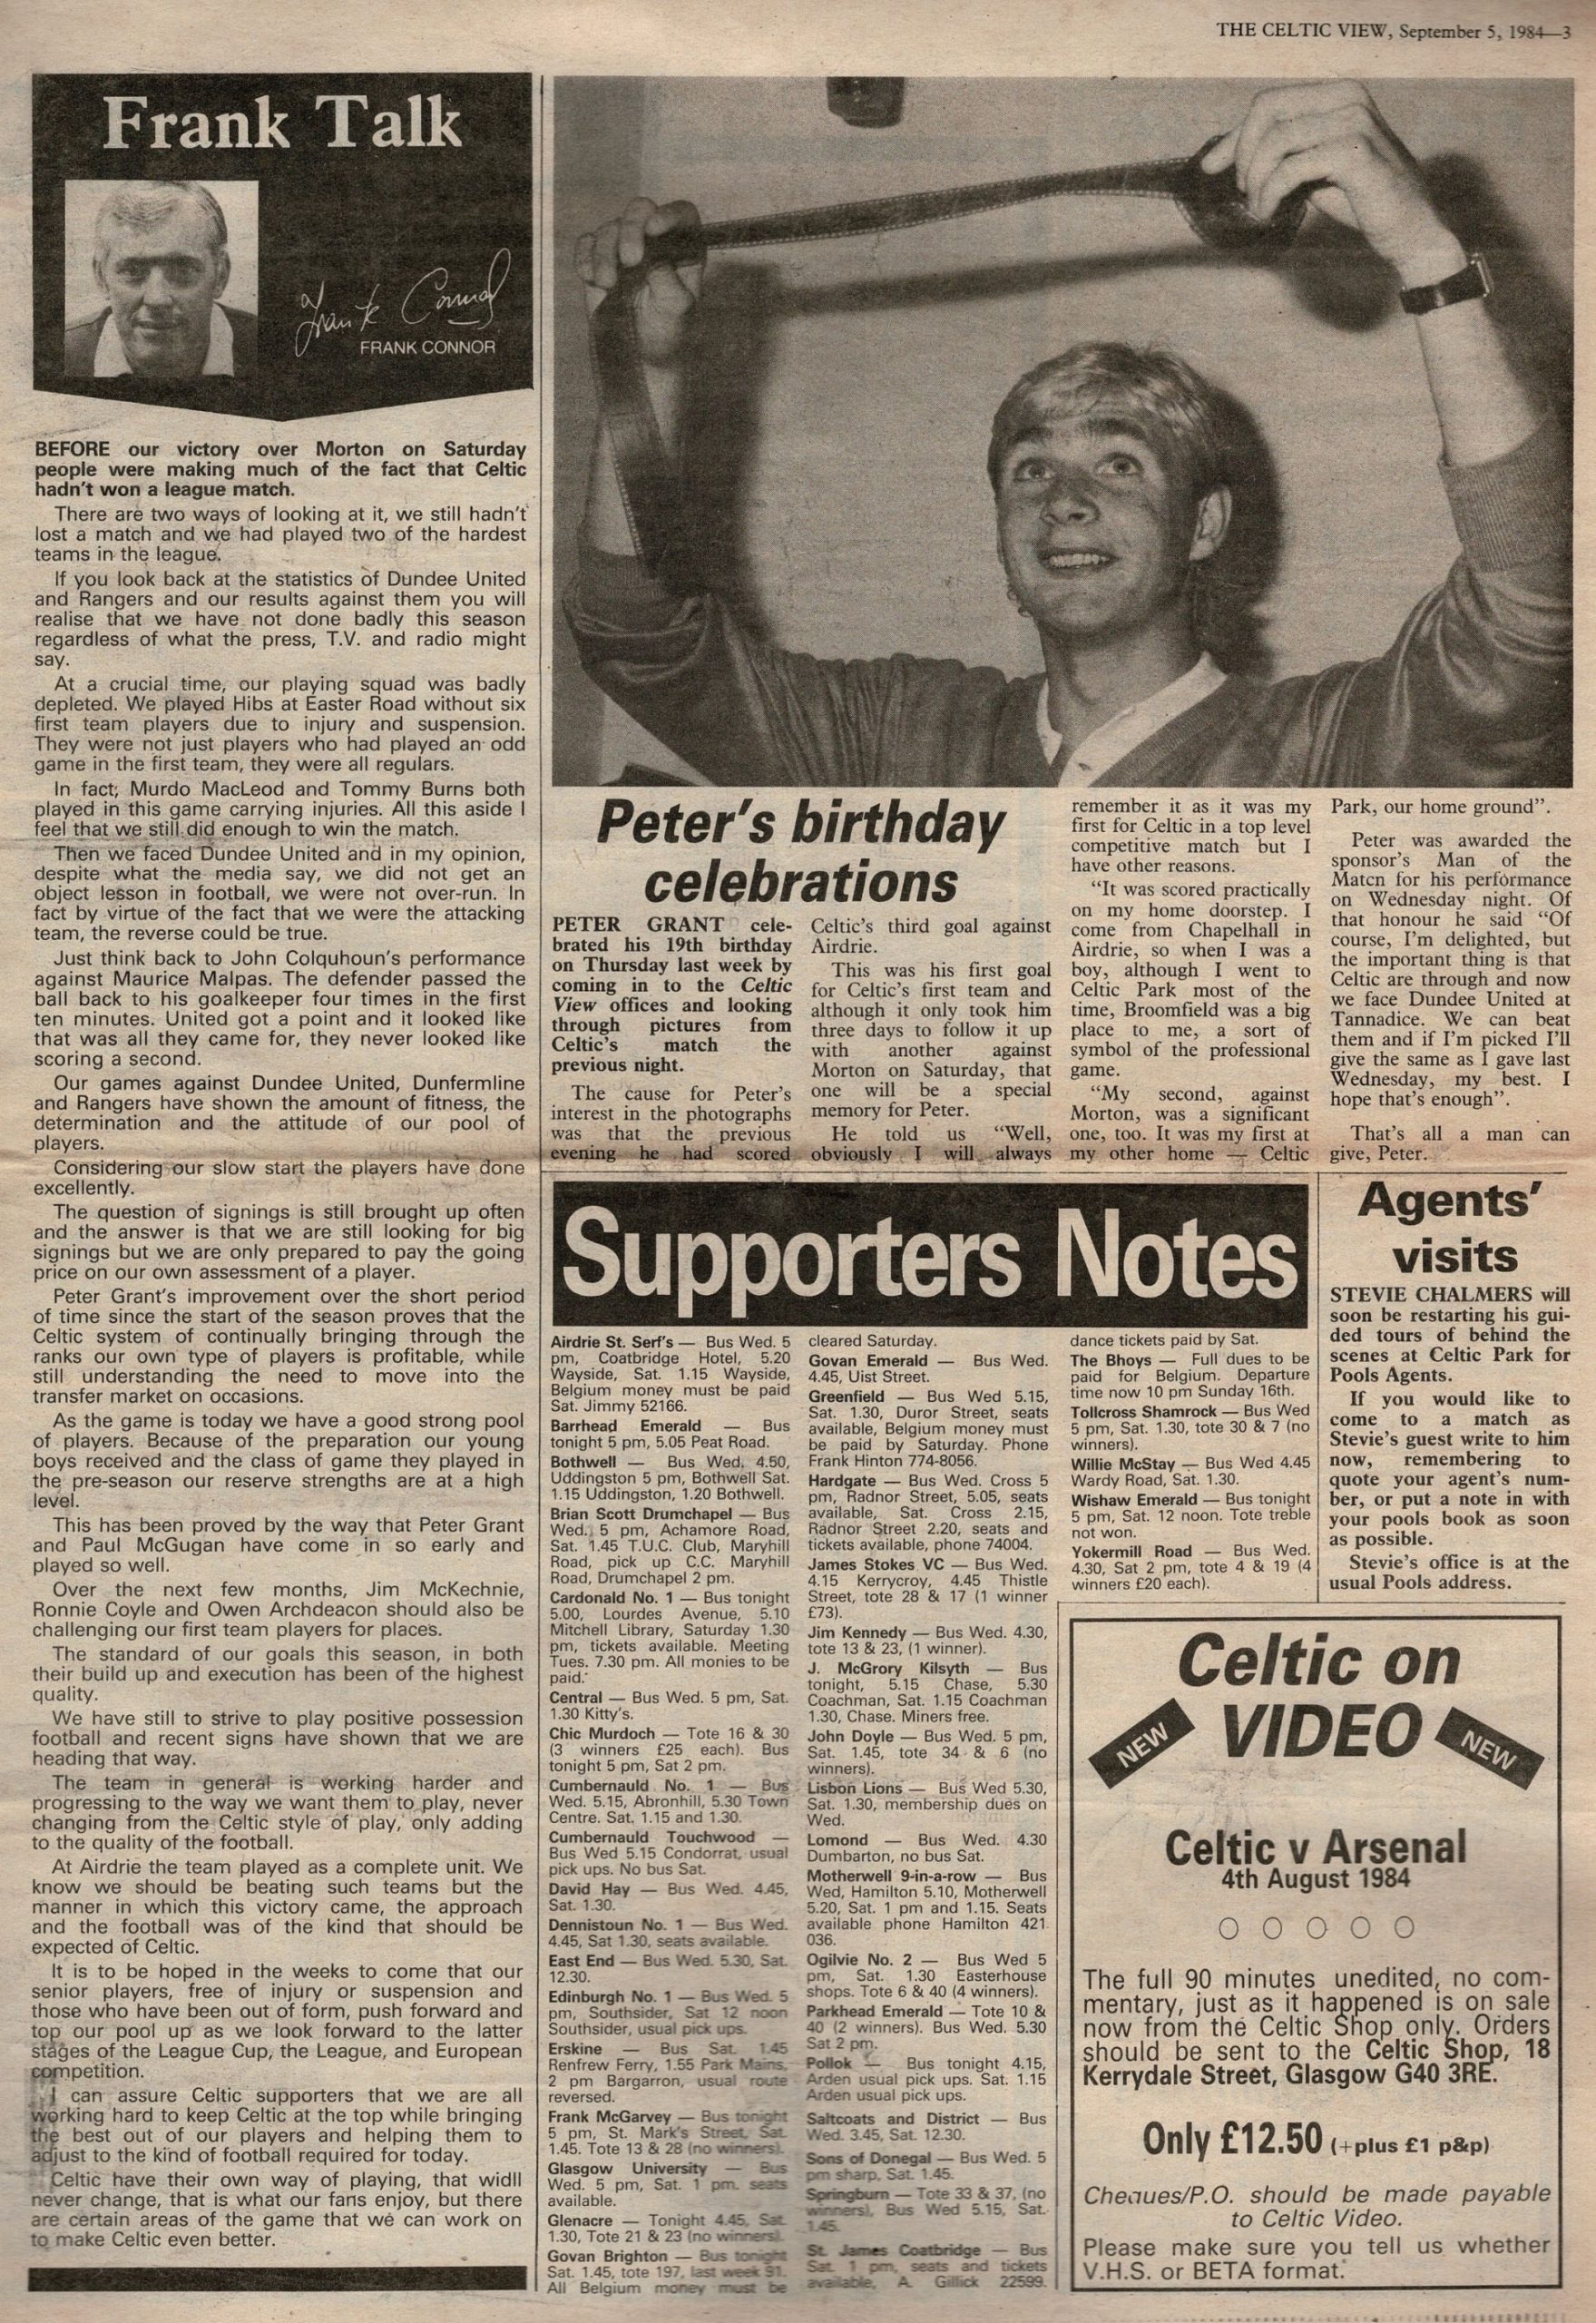 THE CELTIC VIEW, September 5, 1984—3
Frank Talk
Frank Connor
FRANK CONNOR
BEFORE our victory over Morton on Saturday
people were making much of the fact that Celtic
hadn't won a league match.
There are two ways of looking at it, we still hadn't
lost a match and we had played two of the hardest
teams in the league.
If you look back at the statistics of Dundee United
and Rangers and our results against them you will
realise that we have not done badly this season
regardless of what the press, T.V. and radio might
say.
At a crucial time, our playing squad was badly
depleted. We played Hibs at Easter Road without six
first team players due to injury and suspension.
They were not just players who had played an odd
game in the first team, they were all regulars.
In fact, Murdo MacLeod and Tommy Burns both
played in this game carrying injuries. All this aside I
feel that we still did enough to win the match.
Then we faced Dundee United and in my opinion,
despite what the media say, we did not get an
object lesson in football, we were not over-run. In
fact by virtue of the fact that we were the attacking
team, the reverse could be true.
Just think back to John Colquhoun's performance
against Maurice Malpas. The defender passed the
ball back to his goalkeeper four times in the first
ten minutes. United got a point and it looked like
that was all they came for, they never looked like
scoring a second.
Our games against Dundee United, Dunfermline
and Rangers have shown the amount of fitness, the
determination and the attitude of our pool of
players.
Considering our slow start the players have done
excellently.
The question of signings is still brought up often
and the answer is that we are still looking for big
signings but we are only prepared to pay the going
price on our own assessment of a player.
Peter Grant's improvement over the short period
of time since the start of the season proves that the
Celtic system of continually bringing through the
ranks our own type of players is profitable, while
still understanding the need to move into the
transfer market on occasions.
As the game is today we have a good strong pool
of players. Because of the preparation our young
boys received and the class of game they played in
the pre-season our reserve strengths are at a high
level.
This has been proved by the way that Peter Grant
and Paul McGugan have come in so early and
played so well.
Over the next few months, Jim McKechnie,
Ronnie Coyle and Owen Archdeacon should also be
challenging our first team players for places.
The standard of our goals this season, in both
their build up and execution has been of the highest
quality.
We have still to strive to play positive possession
football and recent signs have shown that we are
heading that way.
The team in general is working harder and
progressing to the way we want them to play, never
changing from the Celtic style of play, only adding
to the quality of the football.
At Airdrie the team played as a complete unit. We
know we should be beating such teams but the
manner in which this victory came, the approach
and the football was of the kind that should be
expected of Celtic.
It is to be hoped in the weeks to come that our
senior players, free of injury or suspension and
those who have been out of form, push forward and
top our pool up as we look forward to the latter
stages of the League Cup, the League, and European
competition.
I can assure Celtic supporters that we are all
working hard to keep Celtic at the top while bringing
the best out of our players and helping them to
adjust to the kind of football required for today.
Celtic have their own way of playing, that widll
never change, that is what our fans enjoy, but there
are certain areas of the game that we can work on
to make Celtic even better.
Peter's birthday
celebrations
PETER GRANT cele-
brated his 19th birthday
on Thursday last week by
coming in to the Celtic
View offices and looking
through pictures from
Celtic's match the
previous night.
The cause for Peter's
interest in the photographs
was that the previous
evening he had scored
Celtic's third goal against
Airdrie.
This was his first goal
for Celtic's first team and
although it only took him
three days to follow it up
with another against
Morton on Saturday, that
one will be a special
memory for Peter.
He told us "Well,
obviously I will always
remember it as it was my
first for Celtic in a top level
competitive match but I
have other reasons.
"It was scored practically
on my home doorstep. I
come from Chapelhall in
Airdrie, so when I was a
boy, although I went to
Celtic Park most of the
time, Broomfield was a big
place to me, a sort of
symbol of the professional
game.
"My second, against
Morton, was a significant
one, too. It was my first at
my other home — Celtic
Park, our home ground".
Peter was awarded the
sponsor's Man of the
Matcn for his performance
on Wednesday night. Of
that honour he said "Of
course, I'm delighted, but
the important thing is that
Celtic are through and now
we face Dundee United at
Tannadice. We can beat
them and if I'm picked I'll
give the same as I gave last
Wednesday, my best. I
hope that's enough".
That's all a man can
give, Peter.
Supporters Notes
Airdrie St. Serf's — Bus Wed. 5
pm, Coatbridge Hotel, 5.20
Wayside, Sat. 1.15 Wayside,
Belgium money must be paid
Sat. Jimmy 52166.
Barrhead Emerald — Bus
tonight 5 pm, 5.05 Peat Road.
Bothwell — Bus Wed. 4.50,
Uddingston 5 pm, Bothwell Sat.
1.15 Uddingston, 1.20 Bothwell.
Brian Scott Drumchapel — Bus
Wed. 5 pm, Achamore Road,
Sat. 1.45 T.U.C. Club, Maryhill
Road, pick up C.C. Maryhill
Road, Drumchapel 2 pm.
Cardonald No. 1 — Bus tonight
5.00, Lourdes Avenue, 5.10
Mitchell Library, Saturday 1.30
pm, tickets available. Meeting
Tues. 7.30 pm. All monies to be
paid.
Central — Bus Wed. 5 pm, Sat.
1.30 Kitty's.
Chic Murdoch — Tote 16 & 30
(3 winners £25 each). Bus
tonight 5 pm, Sat 2 pm.
Cumbernauld No. 1 — Bus
Wed. 5.15, Abronhill, 5.30 Town
Centre. Sat. 1.15 and 1.30.
Cumbernauld Touchwood —
Bus Wed 5.15 Condorrat, usual
pick ups. No bus Sat.
David Hay — Bus Wed. 4.45,
Sat. 1.30.
Dennistoun No. 1 — Bus Wed.
4.45, Sat 1.30, seats available.
East End — Bus Wed. 5.30, Sat.
12.30.
Edinburgh No. 1 — Bus Wed. 5
pm, Southsider, Sat 12 noon
Southsider, usual pick ups.
Erskine — Bus Sat. 1.45
Renfrew Ferry, 1.55 Park Mains,
2 pm Bargarron, usual route
reversed.
Frank McGarvey — Bus tonight
5 pm, St. Mark's Street, Sat.
1.45. Tote 13 & 28 (no winners).
Glasgow University — Bus
Wed. 5 pm, Sat. 1 pm. seats
available.
Glenacre — Tonight 4.45, Sat.
1.30, Tote 21 & 23 (no winners).
Govan Brighton — Bus tonight
Sat. 1.45, tote 197, last week 91.
All Belgium money must be
cleared Saturday.
Govan Emerald — Bus Wed.
4.45, Uist Street.
Greenfield — Bus Wed 5.15,
Sat. 1.30, Duror Street, seats
available, Belgium money must
be paid by Saturday. Phone
Frank Hinton 774-8056.
Hardgate — Bus Wed. Cross 5
pm, Radnor Street, 5.05, seats
available, Sat. Cross 2.15,
Radnor Street 2.20, seats and
tickets available, phone 74004.
James Stokes VC — Bus Wed.
4.15 Kerrycroy, 4.45 Thistle
Street, tote 28 & 17 (1 winner
£73).
Jim Kennedy — Bus Wed. 4.30,
tote 13 & 23, (1 winner).
J. McGrory Kilsyth — Bus
tonight, 5.15 Chase, 5.30
Coachman, Sat. 1.15 Coachman
1.30, Chase. Miners free.
John Doyle — Bus Wed. 5 pm,
Sat. 1.45, tote 34 & 6 (no
winners).
Lisbon Lions — Bus Wed 5.30,
Sat. 1.30, membership dues on
Wed.
Lomond — Bus Wed. 4.30
Dumbarton, no bus Sat.
Motherwell 9-in-a-row — Bus
Wed, Hamilton 5.10, Motherwell
5.20, Sat. 1 pm and 1.15. Seats
available phone Hamilton 421
036.
Ogilvie No. 2 — Bus Wed 5
pm, Sat. 1.30 Easterhouse
shops. Tote 6 & 40 (4 winners).
Parkhead Emerald — Tote 10 &
40 (2 winners). Bus Wed. 5.30
Sat 2 pm.
Pollok — Bus tonight 4.15,
Arden usual pick ups. Sat. 1.15
Arden usual pick ups.
Saltcoats and District — Bus
Wed. 3.45, Sat. 12.30.
Sons of Donegal — Bus Wed. 5
pm sharp, Sat. 1.45.
Springburn — Tote 33 & 37, (no
winners), Bus Wed 5.15, Sat.
1.45.
St. James Coatbridge — Bus
Sat. 1 pm, seats and tickets
available, A. Gillick 22599.
dance tickets paid by Sat.
The Bhoys — Full dues to be
paid for Belgium. Departure
time now 10 pm Sunday 16th.
Tollcross Shamrock — Bus Wed
5 pm, Sat. 1.30, tote 30 & 7 (no
winners).
Willie McStay — Bus Wed 4.45
Wardy Road, Sat. 1.30.
Wishaw Emerald — Bus tonight
5 pm, Sat. 12 noon. Tote treble
not won.
Yokermill Road — Bus Wed.
4.30, Sat 2 pm, tote 4 & 19 (4
winners £20 each).
Agents'
visits
STEVIE CHALMERS will
soon be restarting his gui-
ded tours of behind the
scenes at Celtic Park for
Pools Agents.
If you would like to
come to a match as
Stevie's guest write to him
now, remembering to
quote your agent's num-
ber, or put a note in with
your pools book as soon
as possible.
Stevie's office is at the
usual Pools address.
Celtic on
NEW VIDEO NEW
Celtic v Arsenal
4th August 1984
The full 90 minutes unedited, no com-
mentary, just as it happened is on sale
now from the Celtic Shop only. Orders
should be sent to the Celtic Shop, 18
Kerrydale Street, Glasgow G40 3RE.
Only £12.50 (+plus £1 p&p)
Cheques/P.O. should be made payable
to Celtic Video.
Please make sure you tell us whether
V.H.S. or BETA format.